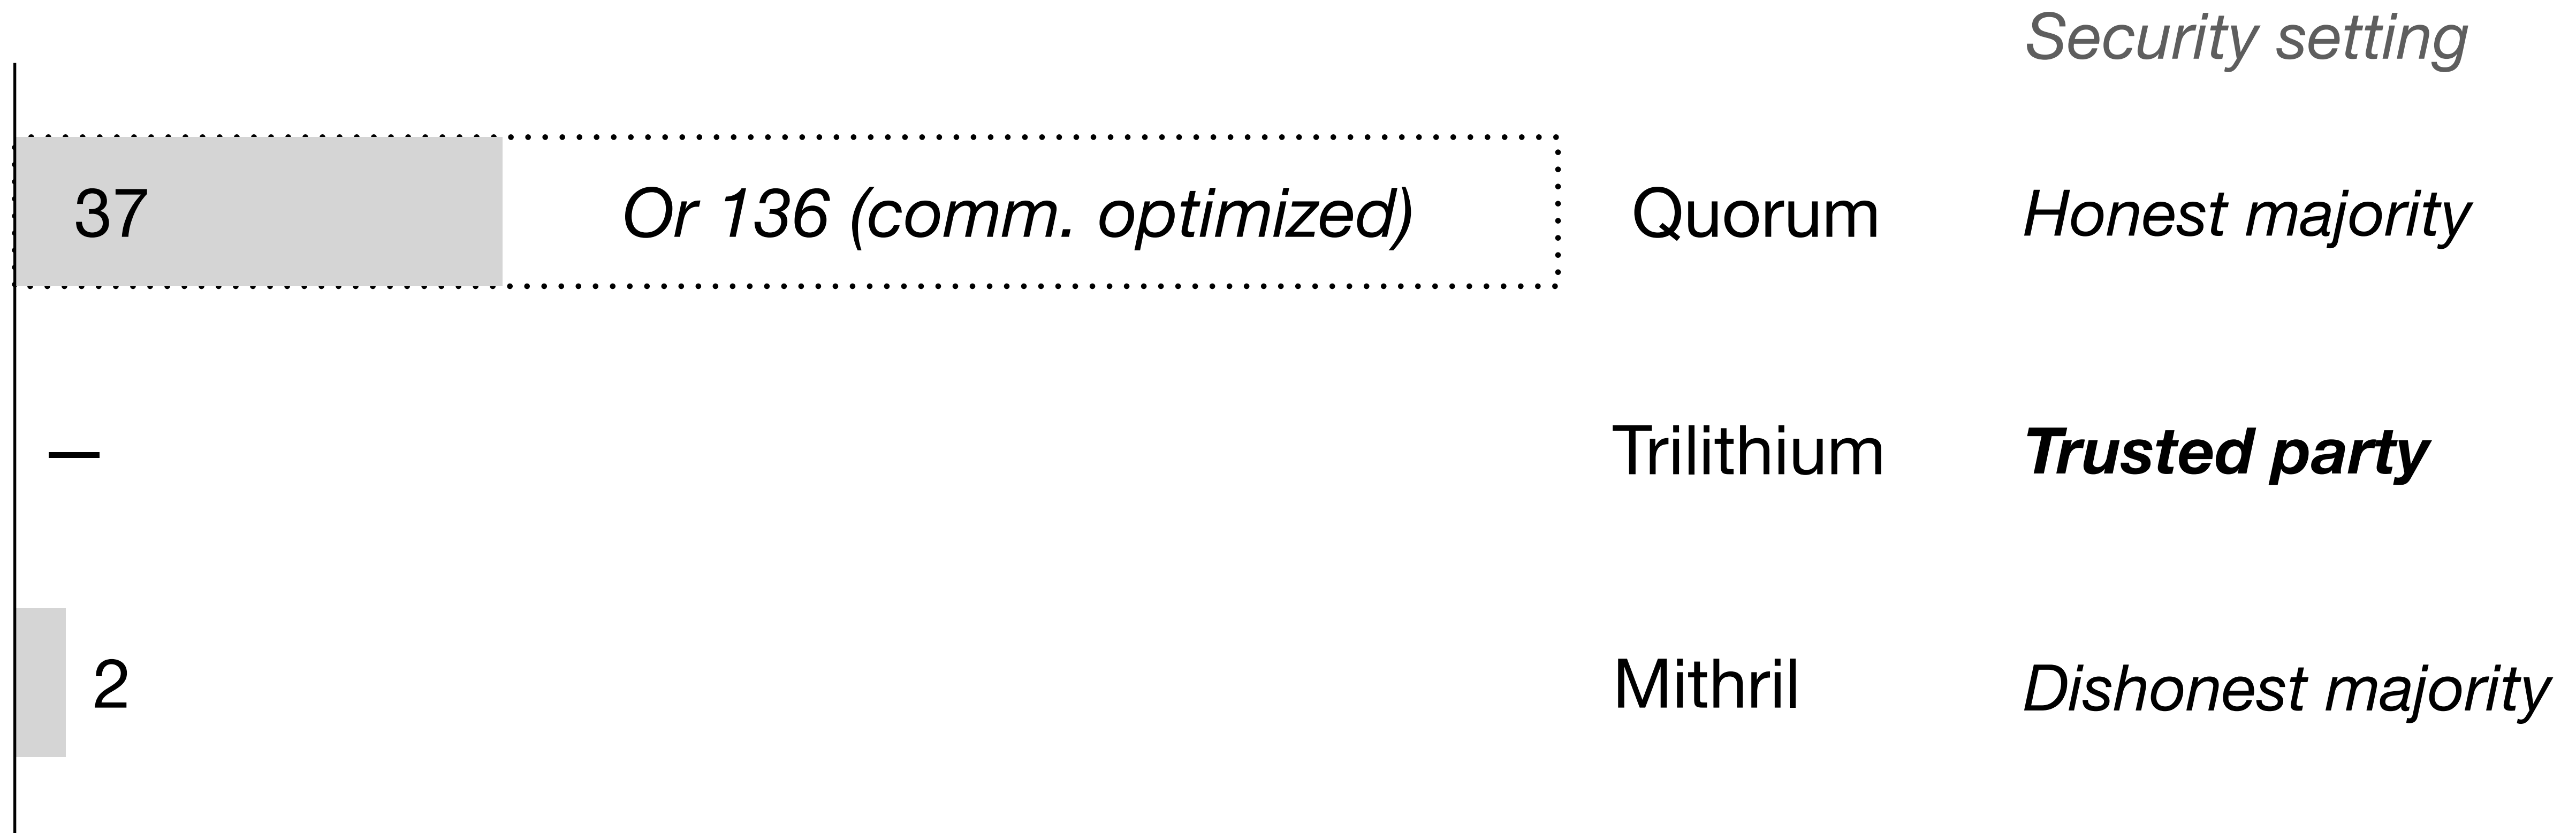 Security setting
37 Or 136 (comm. optimized) Quorum Honest majority
— Trilithium Trusted party
2 Mithril Dishonest majority